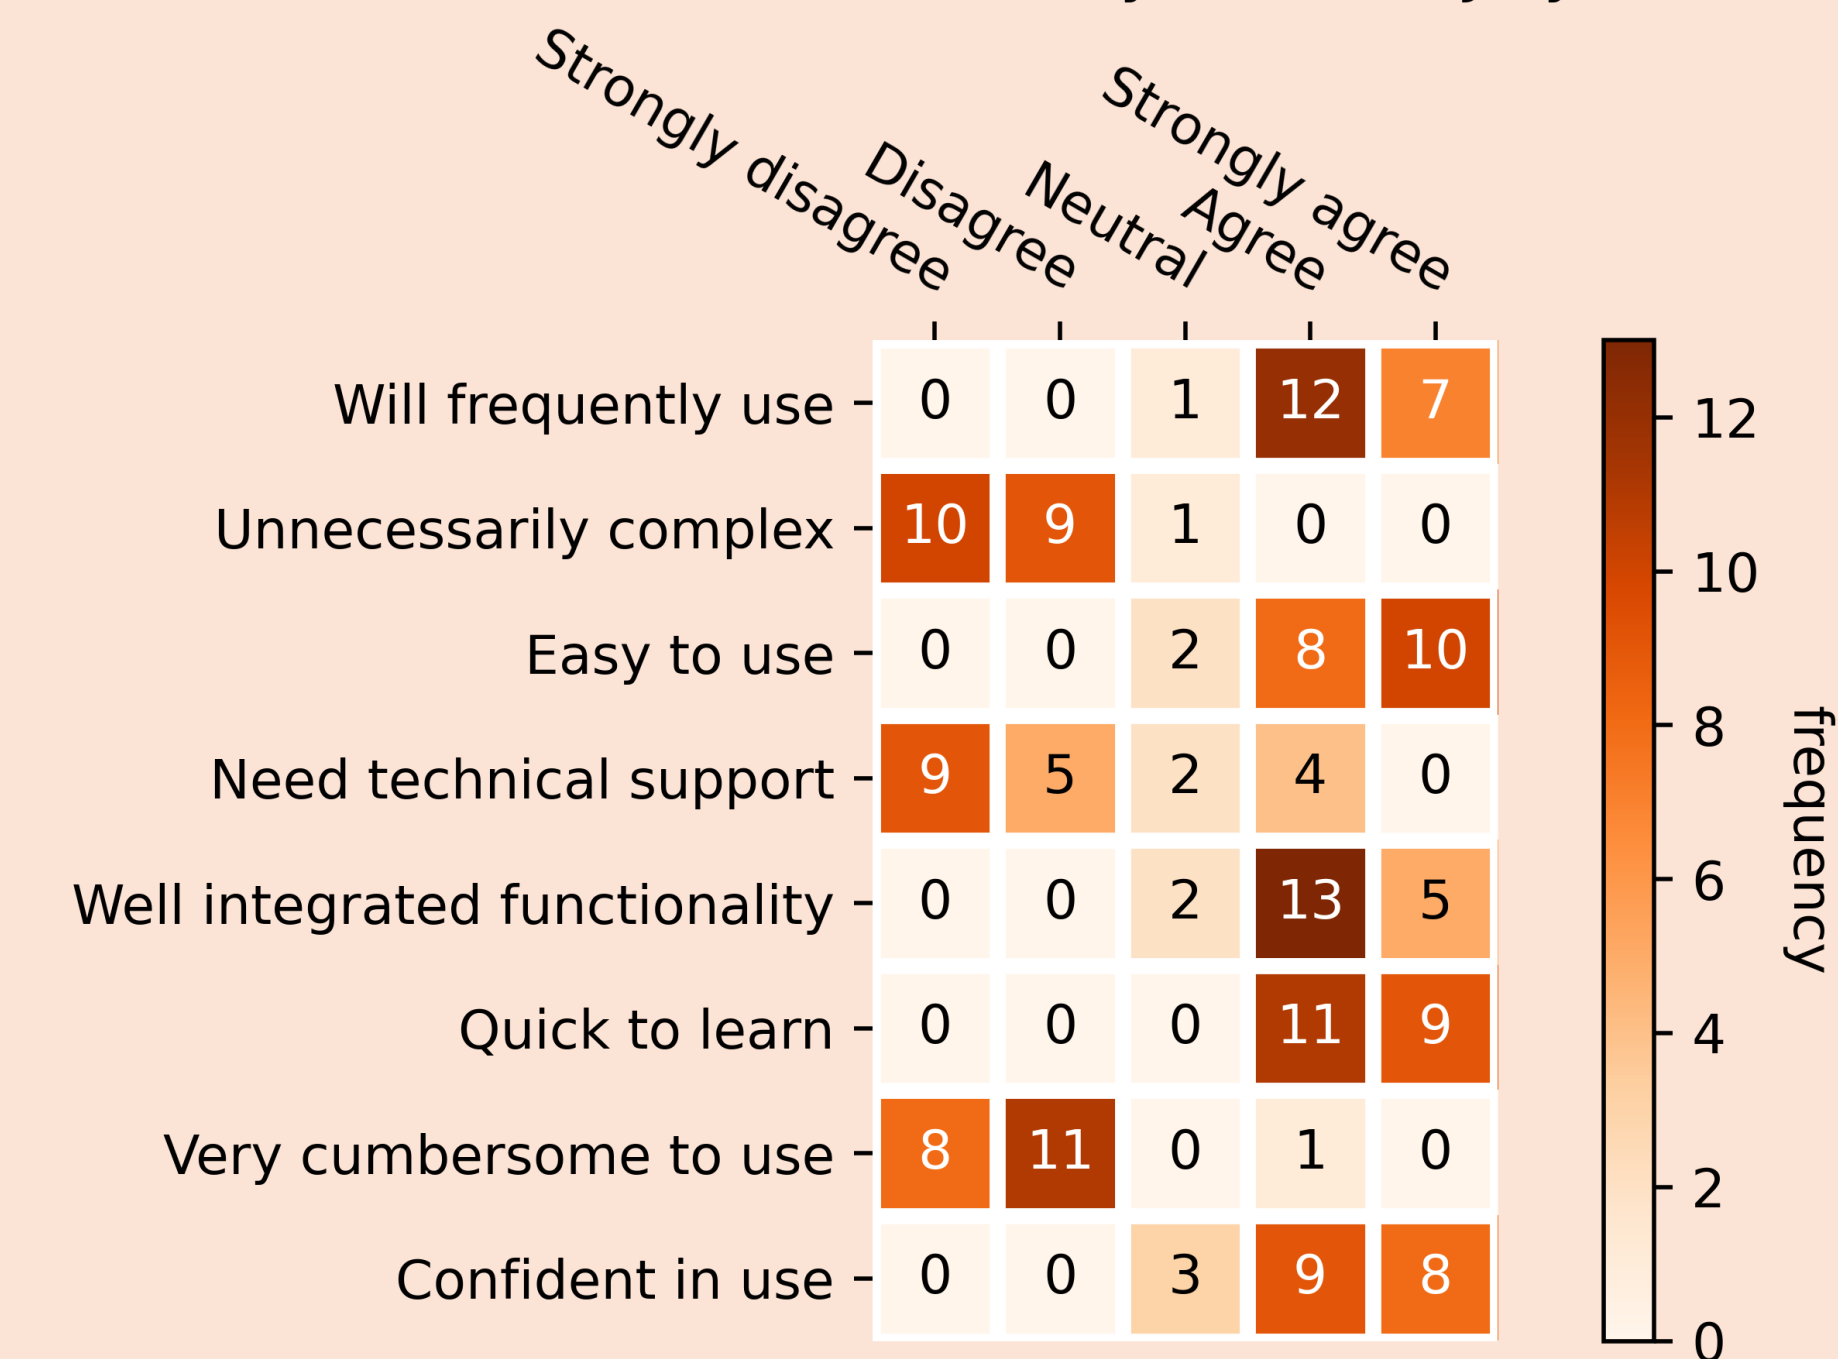 Strongly disagree
Disagree
Neutral
Agree
Strongly agree
Will frequently use 0 0 1 12 7
Unnecessarily complex 10 9 1 0 0
Easy to use 0 0 2 8 10
Need technical support 9 5 2 4 0
Well integrated functionality 0 0 2 13 5
Quick to learn 0 0 0 11 9
Very cumbersome to use 8 11 0 1 0
Confident in use 0 0 3 9 8
12
10
8
6
4
2
0
frequency